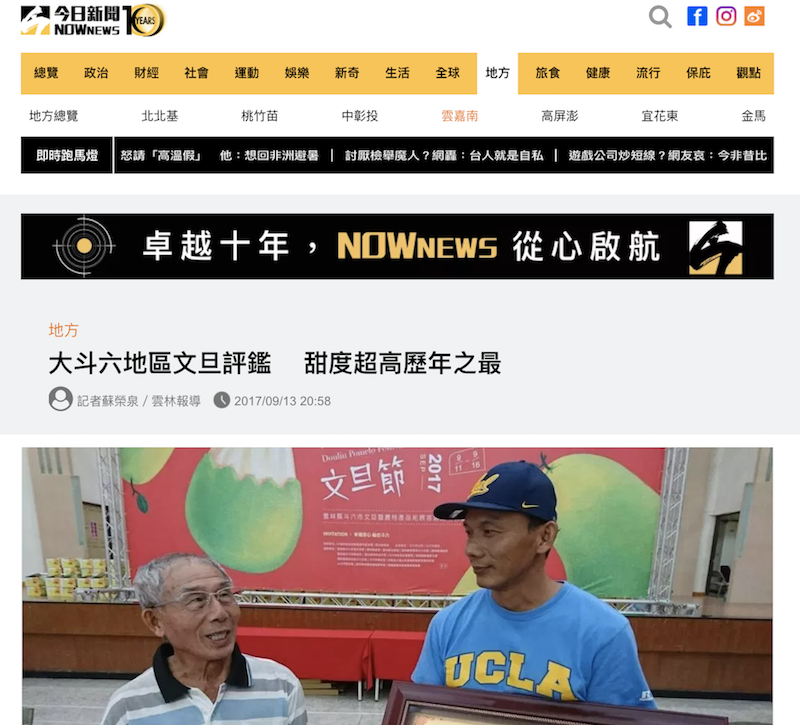 今日新聞
NOWnews
10 YEARS
總覽 政治 財經 社會 運動 娛樂 新奇 生活 全球 地方 旅食 健康 流行 保庇 觀點
地方總覽 北北基 桃竹苗 中彰投 雲嘉南 高屏澎 宜花東 金馬
即時跑馬燈 怒請「高溫假」 他：想回非洲避暑 | 討厭檢舉魔人？網轟：台人就是自私 | 遊戲公司炒短線？網友哀：今非昔比
卓越十年，NOWnews 從心啟航
地方
大斗六地區文旦評鑑 甜度超高歷年之最
記者蘇榮泉 / 雲林報導 2017/09/13 20:58
Douliu Pomelo
文旦節
2017
SEP
9/9
9/16
UCLA